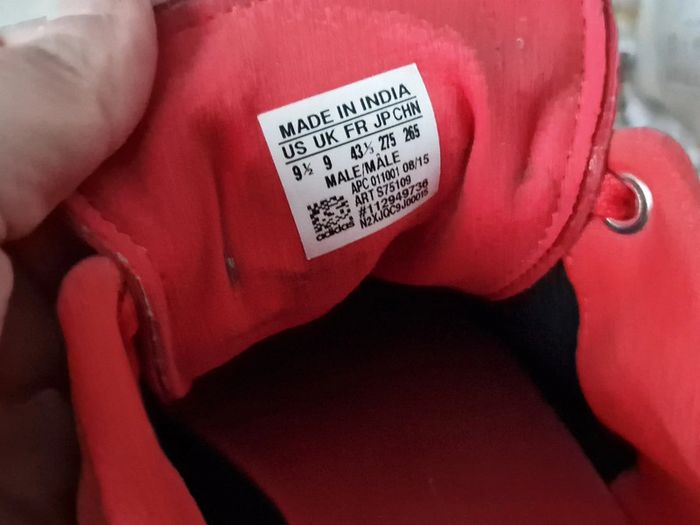 MADE IN INDIA
US UK FR JP CHN
9½ 9 43⅓ 275 265
MALE/MÂLE
APC 011001 08/15
ART S75109
#112949736
N2XJQC9J00015
adidas